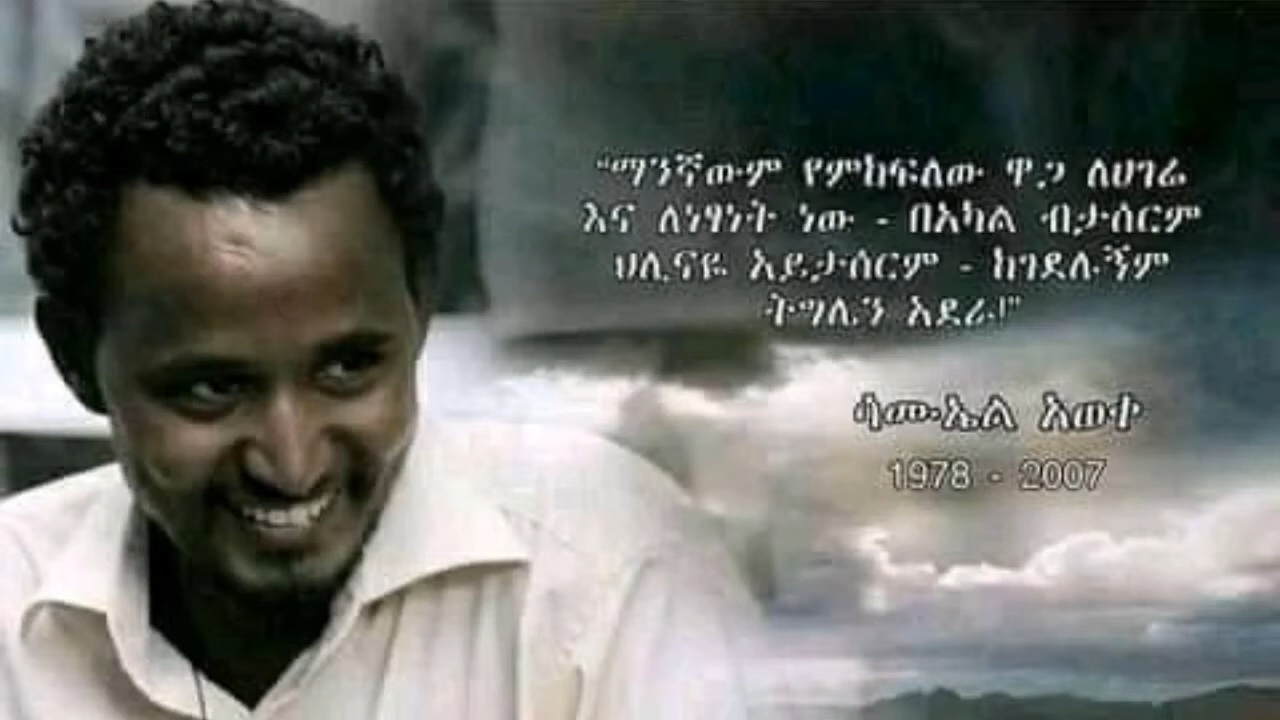 “ማንኛውም የምከፍለው ዋጋ ለሀገሬ
እና ለነፃነት ነው - በአካል ብታሰርም
ህሊናዬ አይታሰርም - ከገደሉኝም
ትግሌን አደራ!”
ሳሙኤል አወቀ
1978 - 2007